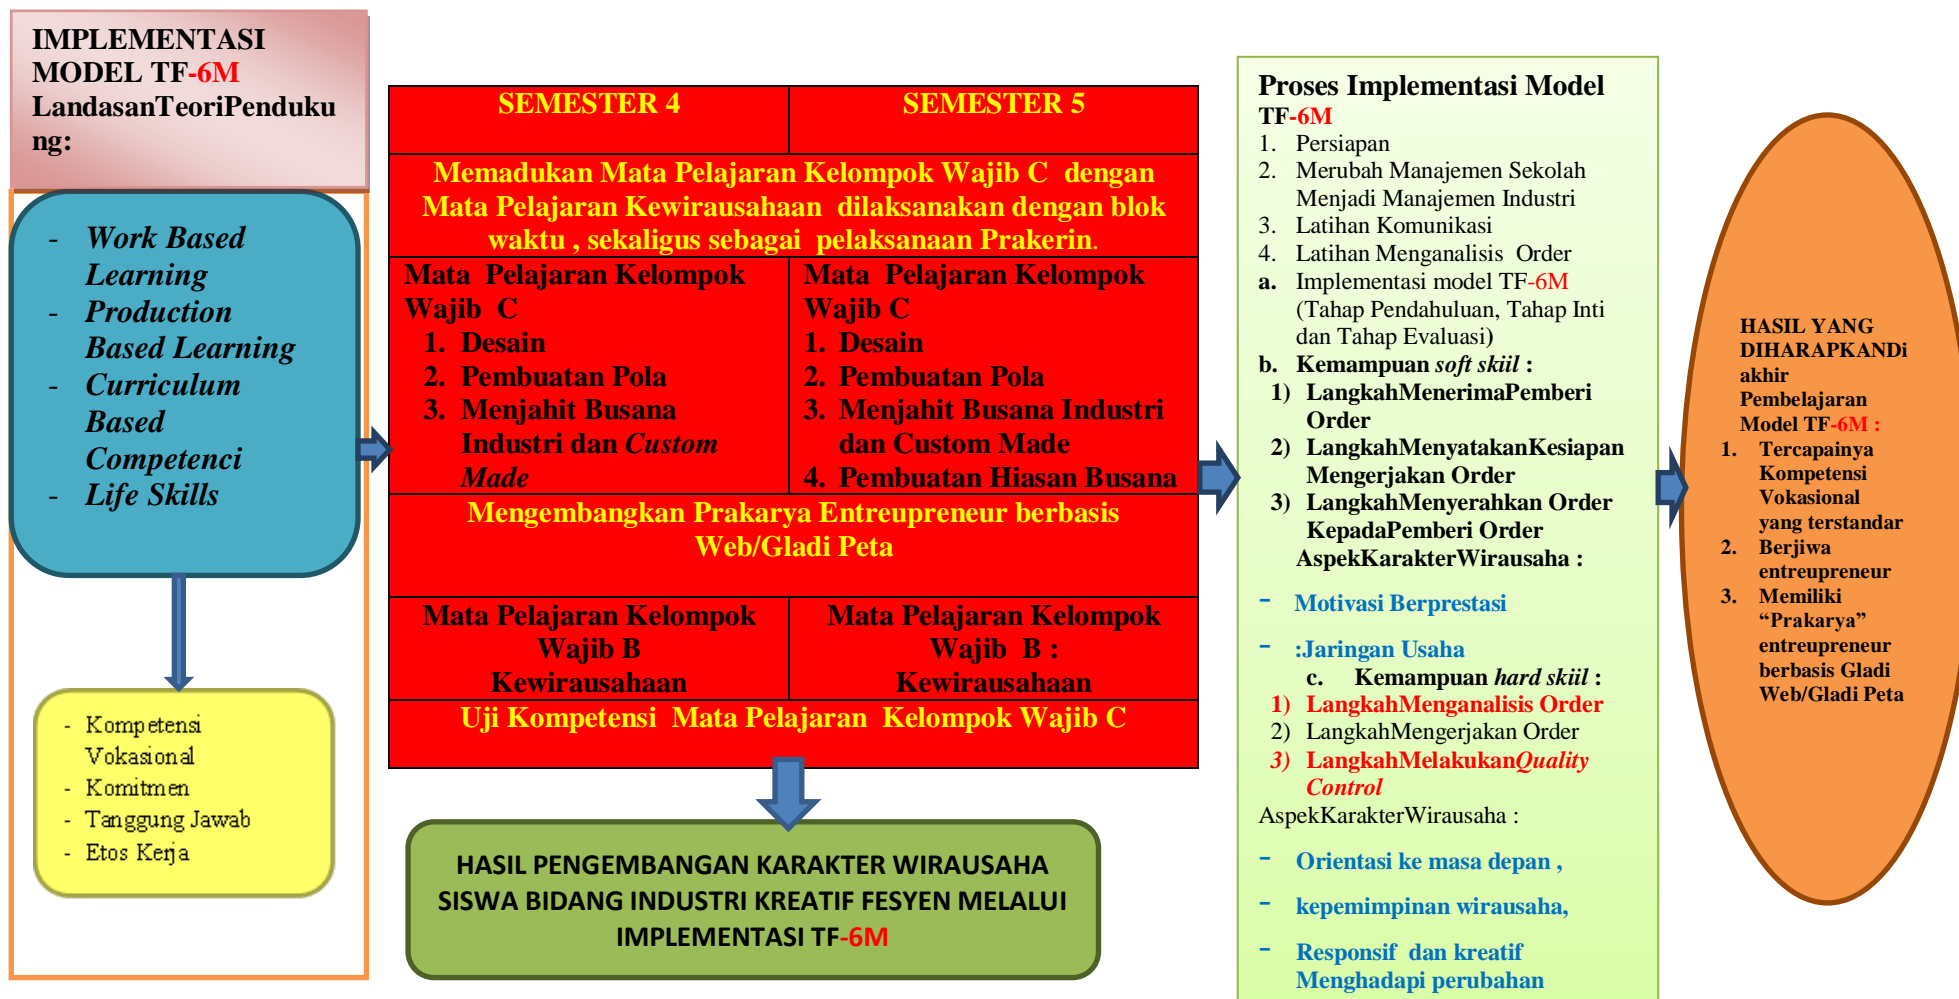 IMPLEMENTASI
MODEL TF-6M
LandasanTeoriPenduku
ng:
- Work Based
Learning
- Production
Based Learning
- Curriculum
Based
Competenci
- Life Skills
- Kompetensi
Vokasional
- Komitmen
- Tanggung Jawab
- Etos Kerja
SEMESTER 4
SEMESTER 5
Memadukan Mata Pelajaran Kelompok Wajib C dengan
Mata Pelajaran Kewirausahaan dilaksanakan dengan blok
waktu , sekaligus sebagai pelaksanaan Prakerin.
Mata Pelajaran Kelompok
Wajib C
1. Desain
2. Pembuatan Pola
3. Menjahit Busana
Industri dan Custom
Made
Mata Pelajaran Kelompok
Wajib C
1. Desain
2. Pembuatan Pola
3. Menjahit Busana Industri
dan Custom Made
4. Pembuatan Hiasan Busana
Mengembangkan Prakarya Entreupreneur berbasis
Web/Gladi Peta
Mata Pelajaran Kelompok
Wajib B
Kewirausahaan
Mata Pelajaran Kelompok
Wajib B :
Kewirausahaan
Uji Kompetensi Mata Pelajaran Kelompok Wajib C
HASIL PENGEMBANGAN KARAKTER WIRAUSAHA
SISWA BIDANG INDUSTRI KREATIF FESYEN MELALUI
IMPLEMENTASI TF-6M
Proses Implementasi Model
TF-6M
1. Persiapan
2. Merubah Manajemen Sekolah
Menjadi Manajemen Industri
3. Latihan Komunikasi
4. Latihan Menganalisis Order
a. Implementasi model TF-6M
(Tahap Pendahuluan, Tahap Inti
dan Tahap Evaluasi)
b. Kemampuan soft skiil :
1) LangkahMenerimaPemberi
Order
2) LangkahMenyatakanKesiapan
Mengerjakan Order
3) LangkahMenyerahkan Order
KepadaPemberi Order
AspekKarakterWirausaha :
- Motivasi Berprestasi
- :Jaringan Usaha
c. Kemampuan hard skiil :
1) LangkahMenganalisis Order
2) LangkahMengerjakan Order
3) LangkahMelakukanQuality
Control
AspekKarakterWirausaha :
- Orientasi ke masa depan ,
- kepemimpinan wirausaha,
- Responsif dan kreatif
Menghadapi perubahan
HASIL YANG
DIHARAPKANDi
akhir
Pembelajaran
Model TF-6M :
1. Tercapainya
Kompetensi
Vokasional
yang terstandar
2. Berjiwa
entreupreneur
3. Memiliki
“Prakarya”
entreupreneur
berbasis Gladi
Web/Gladi Peta